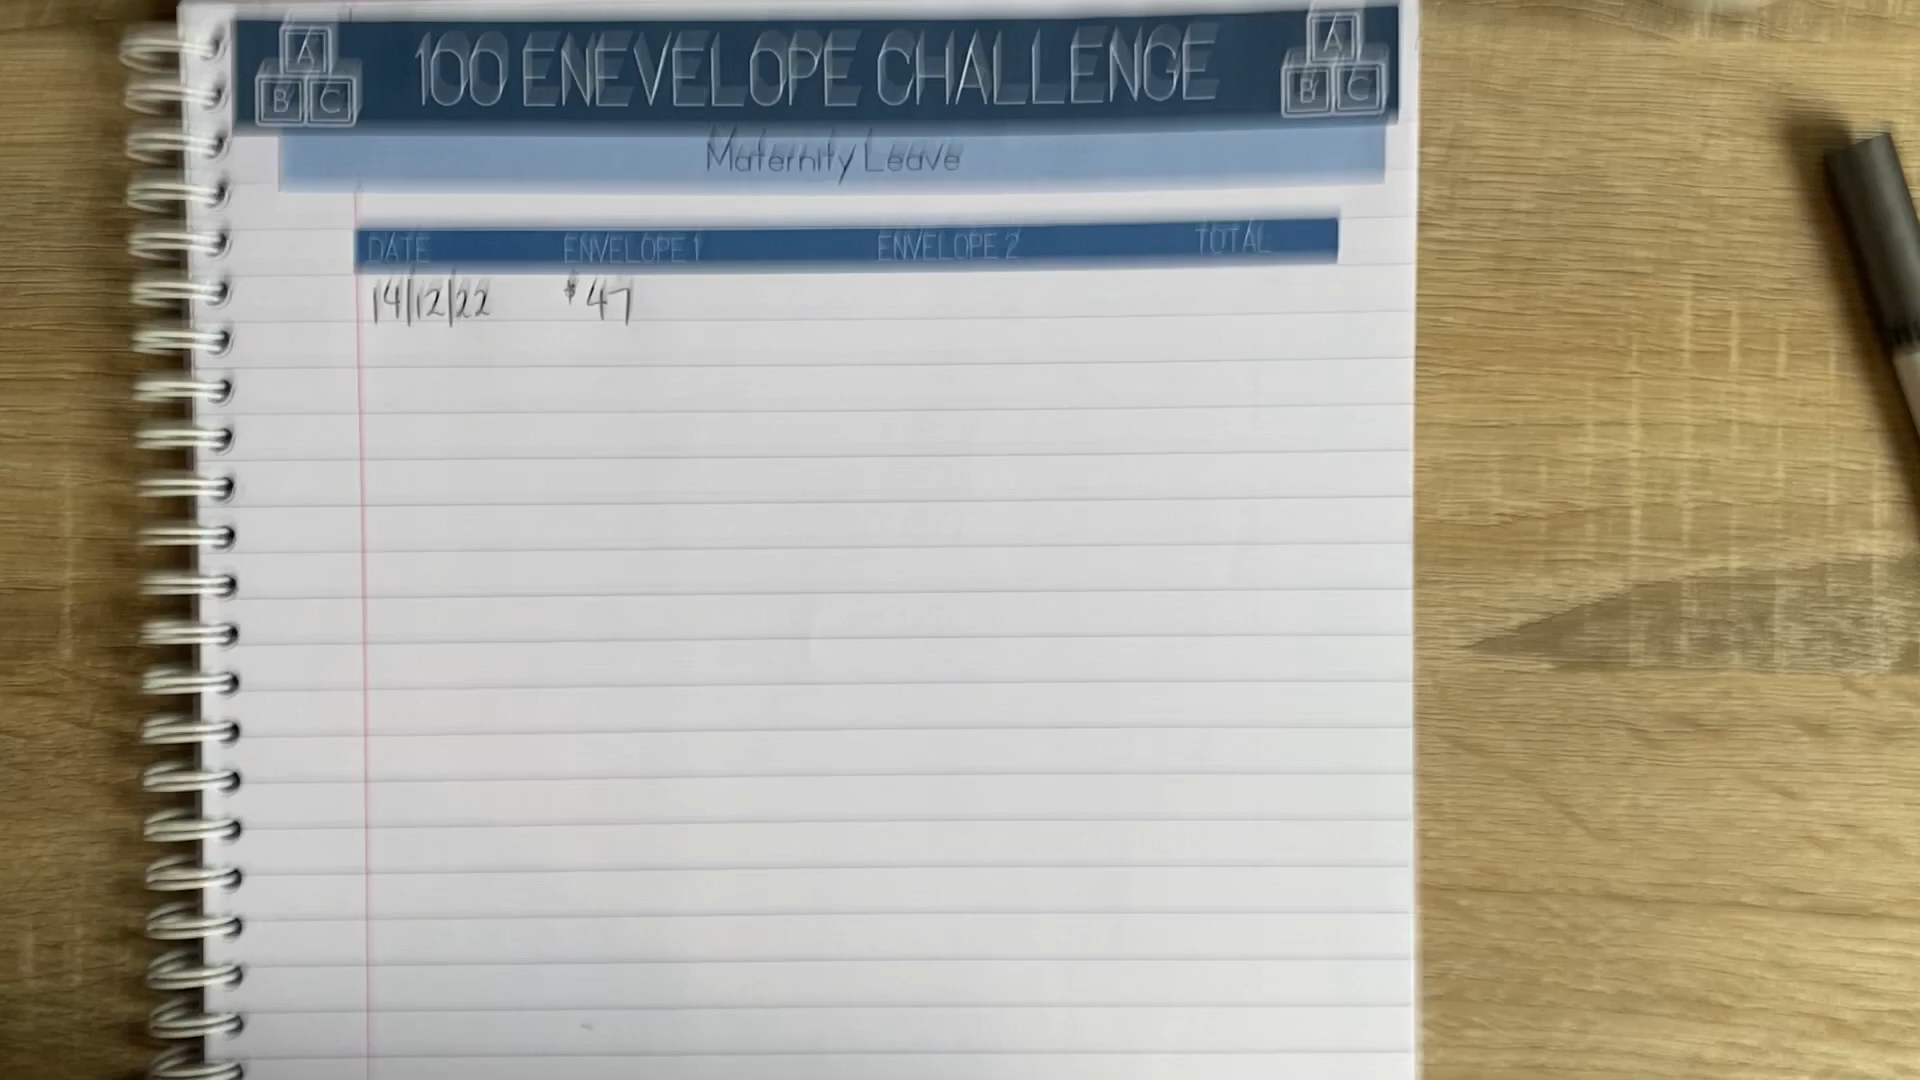 A
B C
100 ENEVELOPE CHALLENGE
A
B C
Maternity Leave
DATE ENVELOPE 1 ENVELOPE 2 TOTAL
14/12/22 $47